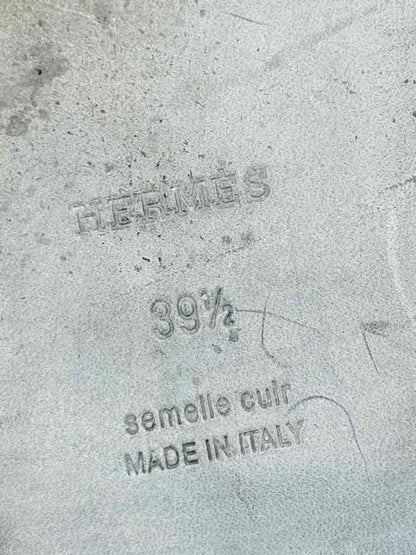 HERMES
39½
semelle cuir
MADE IN ITALY